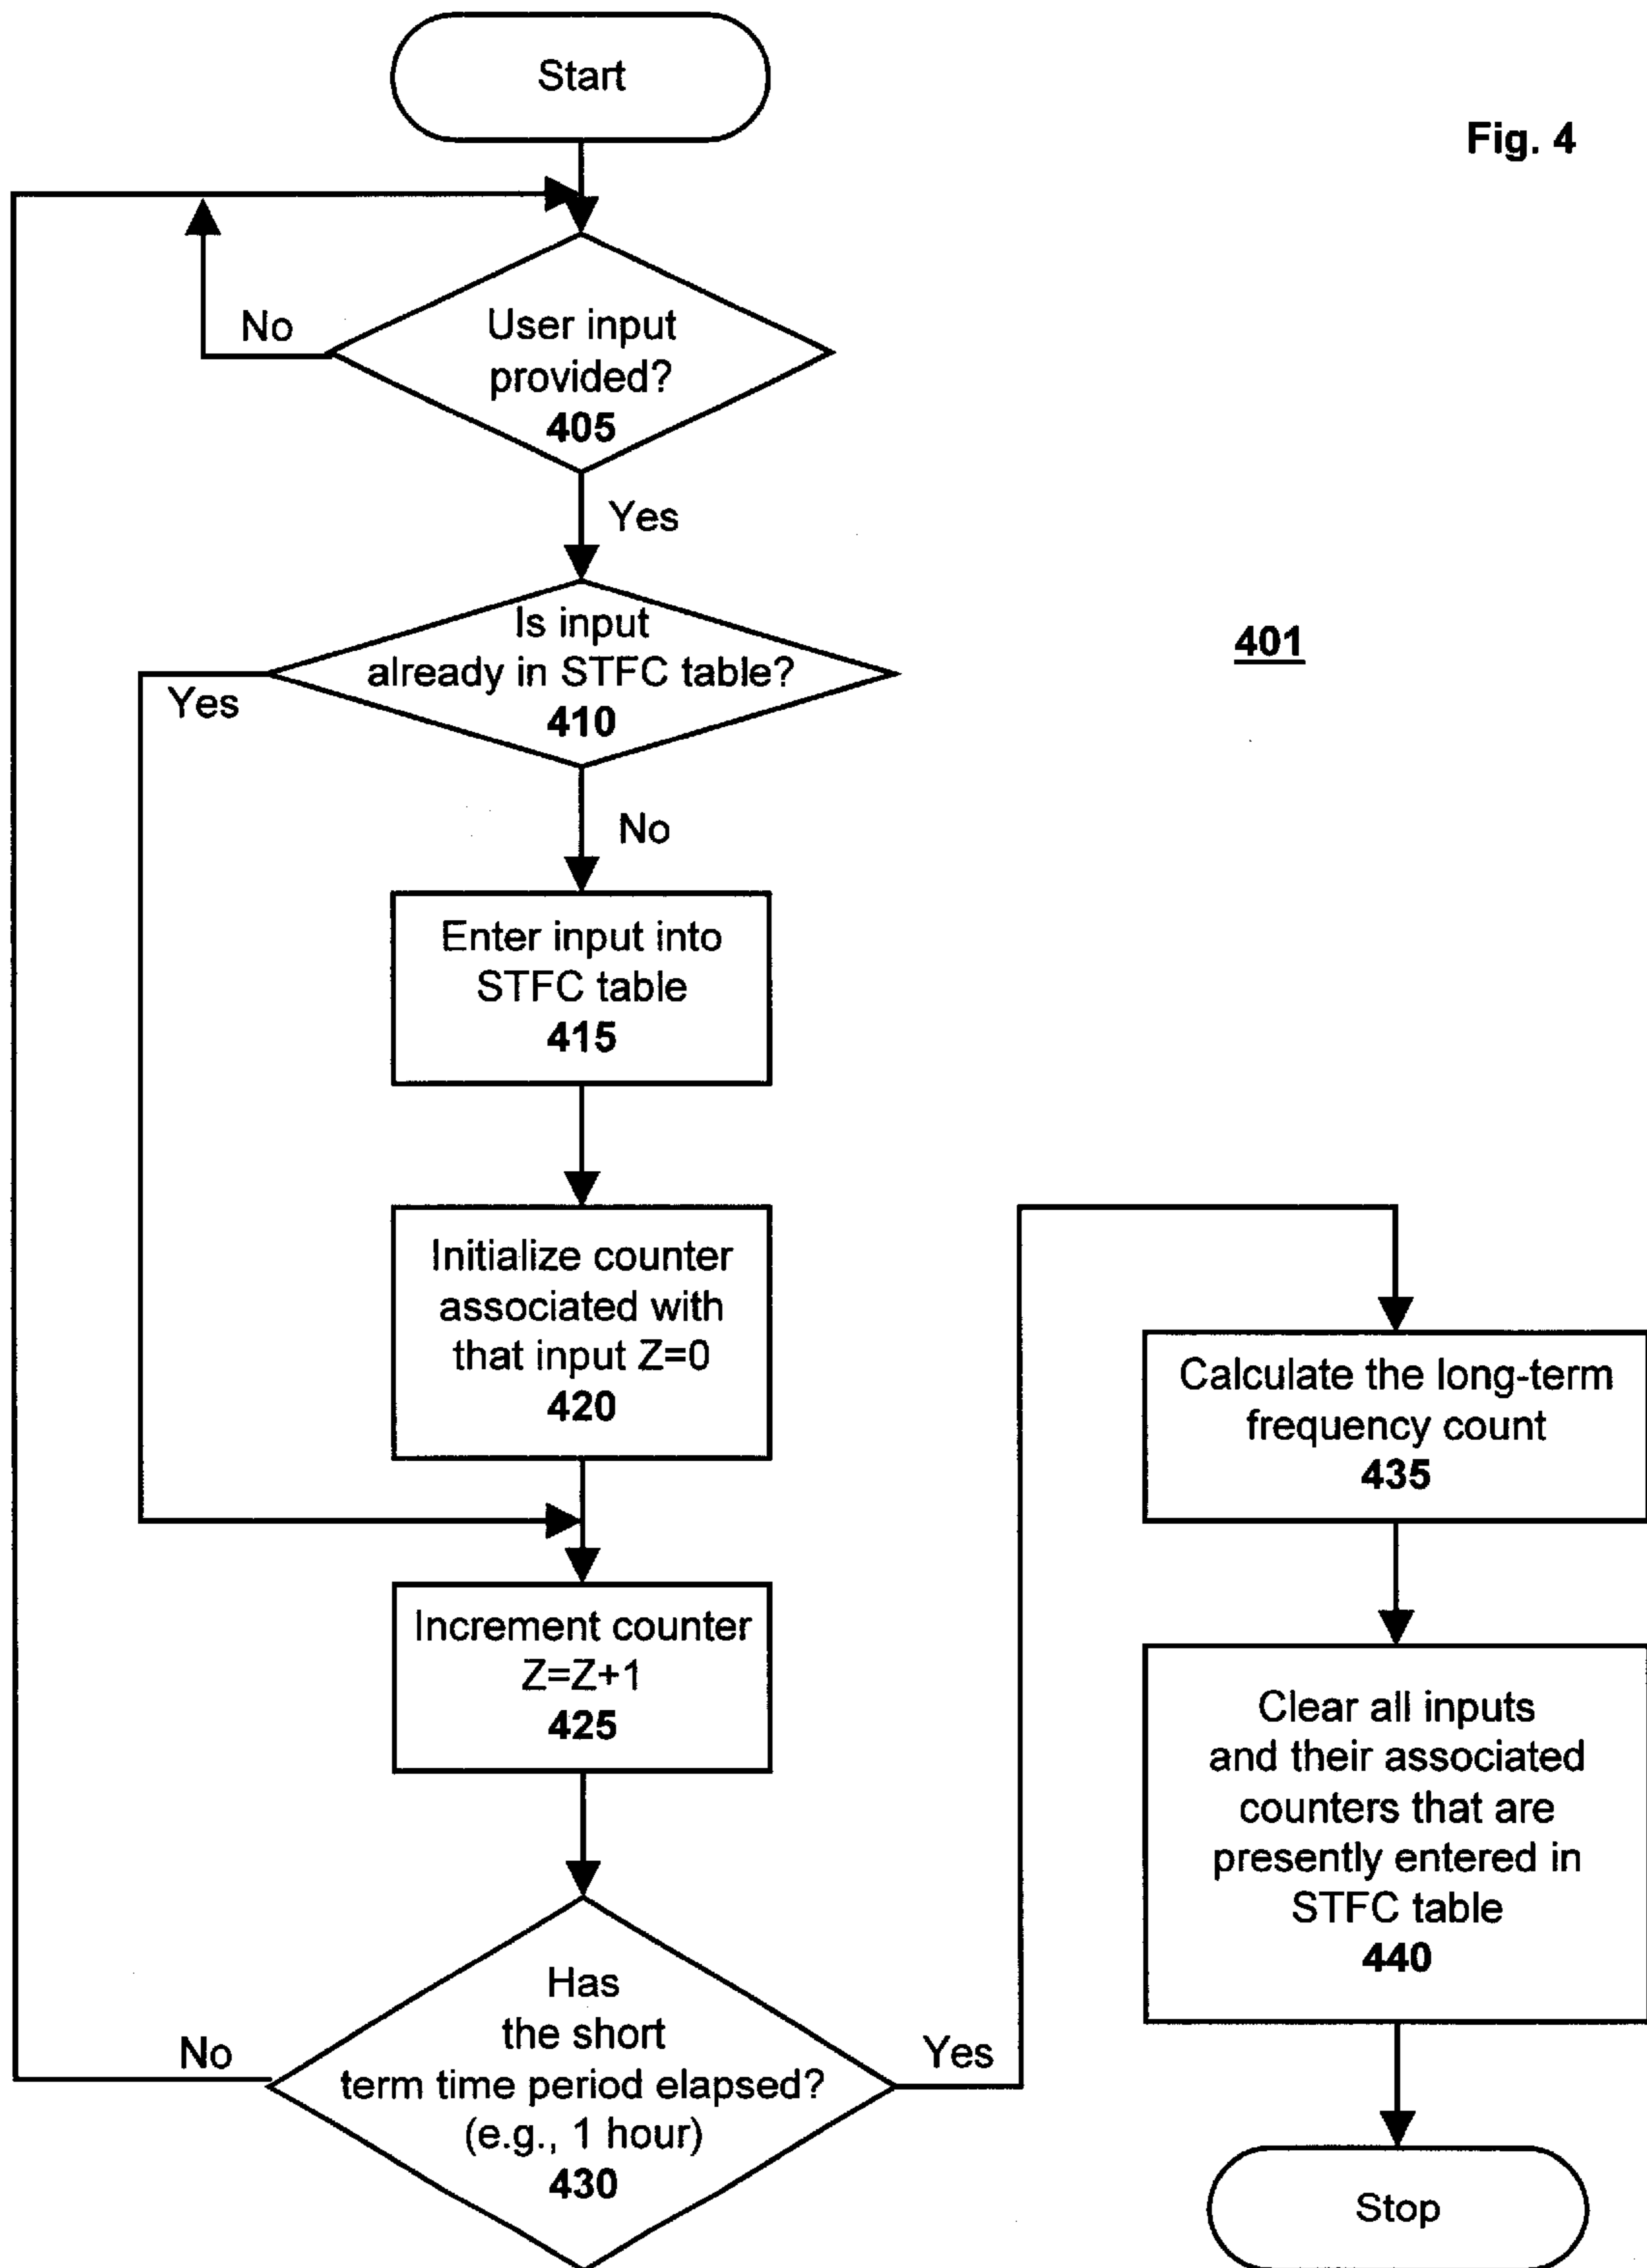 Start
Fig. 4
No
User input
provided?
405
Yes
Is input
already in STFC table?
410
401
Yes
No
Enter input into
STFC table
415
Initialize counter
associated with
that input Z=0
420
Increment counter
Z=Z+1
425
Has
the short
term time period elapsed?
(e.g., 1 hour)
430
No
Yes
Calculate the long-term
frequency count
435
Clear all inputs
and their associated
counters that are
presently entered in
STFC table
440
Stop